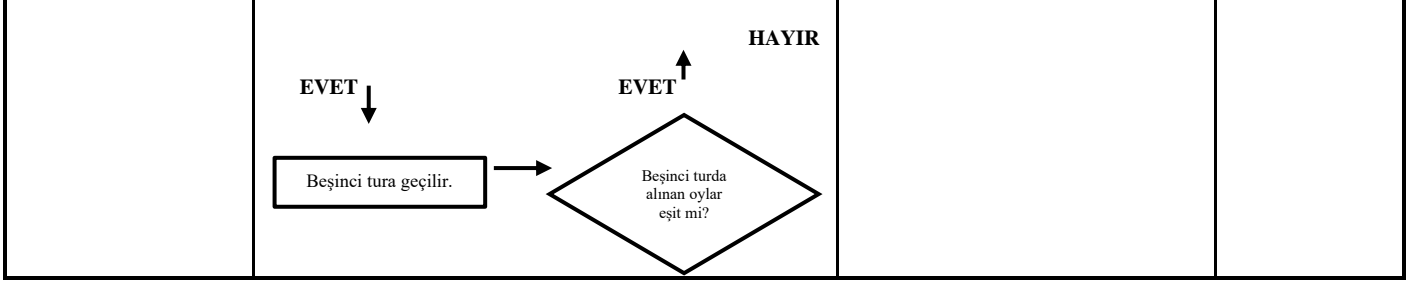 HAYIR
EVET
EVET
Beşinci tura geçilir.
Beşinci turda
alınan oylar
eşit mi?